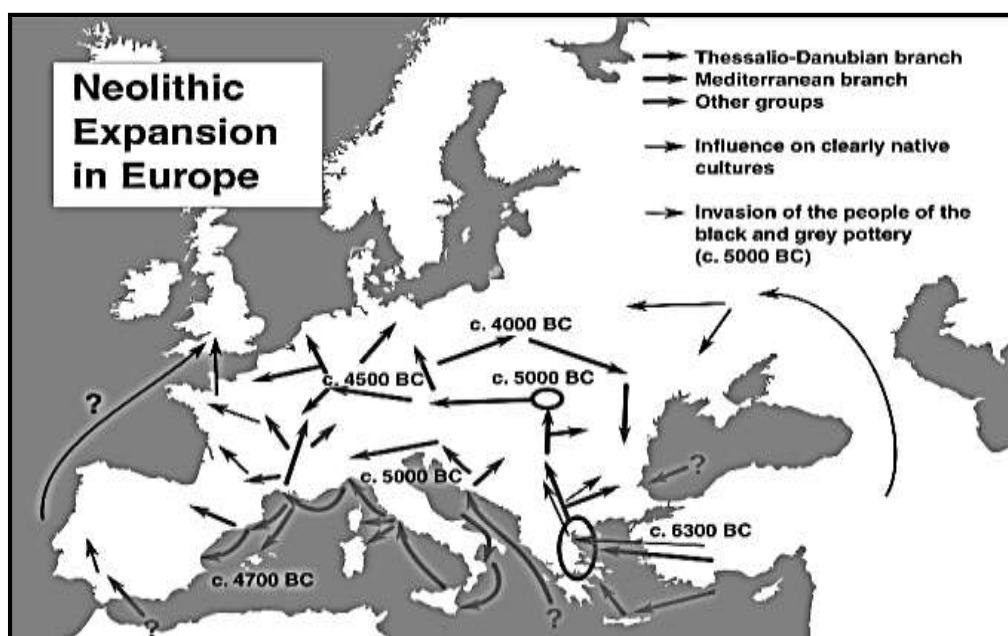 Neolithic
Expansion
in Europe
Thessalio-Danubian branch
Mediterranean branch
Other groups
Influence on clearly native
cultures
Invasion of the people of the
black and grey pottery
(c. 5000 BC)
c. 4000 BC
c. 4500 BC
c. 5000 BC
?
c. 5000 BC
?
c. 6300 BC
c. 4700 BC
?
?